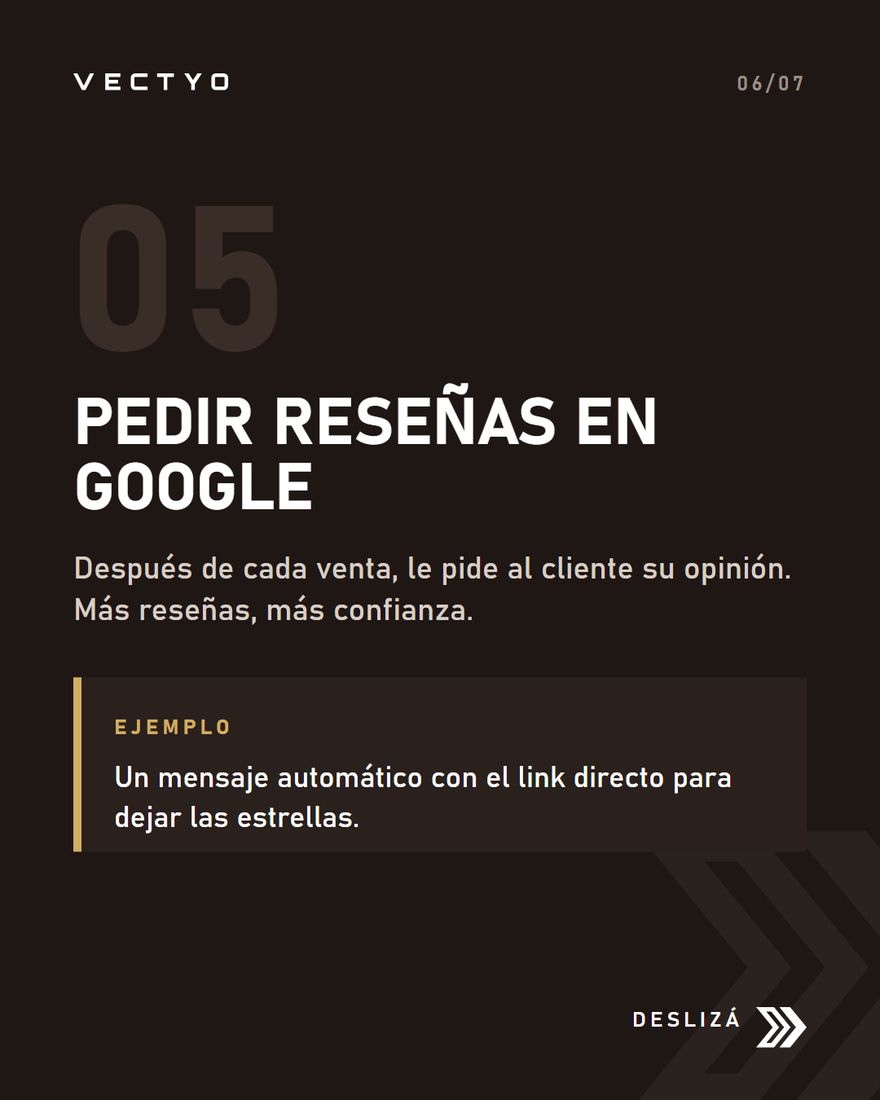 VECTYO
06/07
05
PEDIR RESEÑAS EN
GOOGLE
Después de cada venta, le pide al cliente su opinión.
Más reseñas, más confianza.
EJEMPLO
Un mensaje automático con el link directo para
dejar las estrellas.
DESLIZÁ